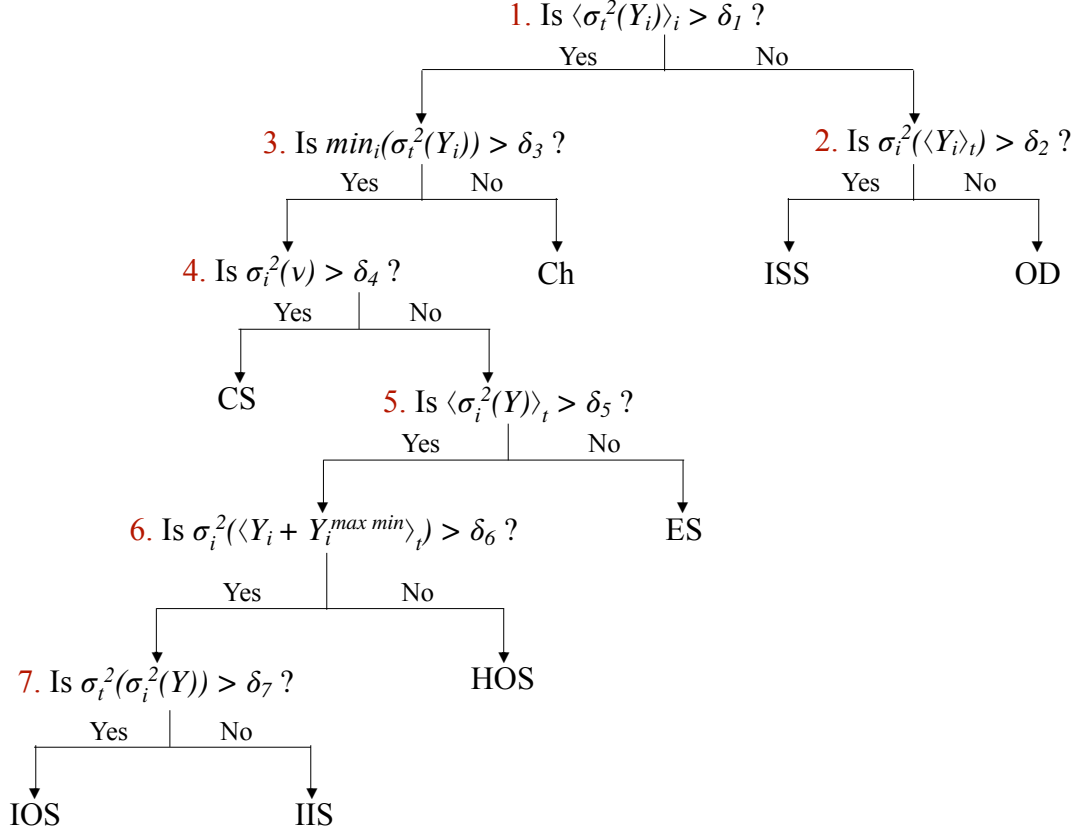 1. Is ⟨σₜ²(Yᵢ)⟩ᵢ > δ₁ ?
Yes No
3. Is minᵢ(σₜ²(Yᵢ)) > δ₃ ?
2. Is σᵢ²(⟨Yᵢ⟩ₜ) > δ₂ ?
Yes No
Yes No
4. Is σᵢ²(ν) > δ₄ ?
Ch
ISS
OD
Yes No
CS
5. Is ⟨σᵢ²(Y)⟩ₜ > δ₅ ?
Yes No
6. Is σᵢ²(⟨Yᵢ + Yᵢᵐᵃˣ ᵐⁱⁿ⟩ₜ) > δ₆ ?
ES
Yes No
7. Is σₜ²(σᵢ²(Y)) > δ₇ ?
HOS
Yes No
IOS
IIS